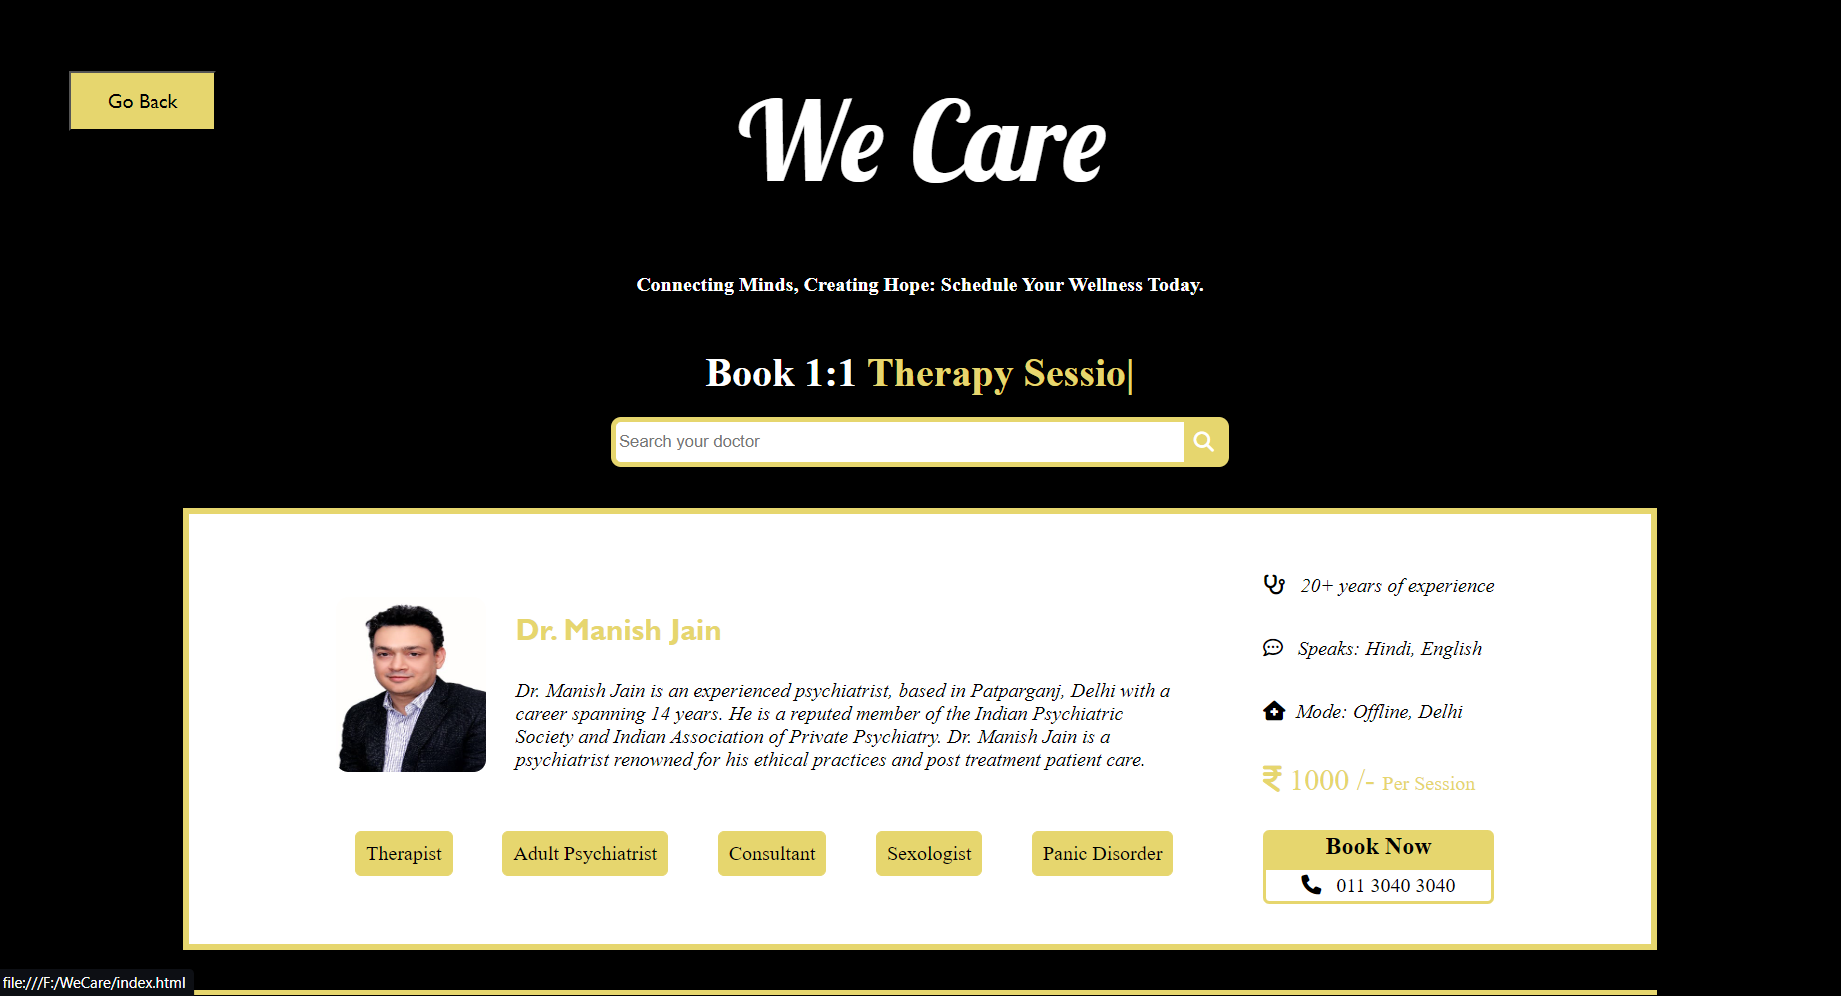 Go Back
We Care
Connecting Minds, Creating Hope: Schedule Your Wellness Today.
Book 1:1 Therapy Sessio|
Search your doctor
Dr. Manish Jain
Dr. Manish Jain is an experienced psychiatrist, based in Patparganj, Delhi with a
career spanning 14 years. He is a reputed member of the Indian Psychiatric
Society and Indian Association of Private Psychiatry. Dr. Manish Jain is a
psychiatrist renowned for his ethical practices and post treatment patient care.
Therapist
Adult Psychiatrist
Consultant
Sexologist
Panic Disorder
20+ years of experience
Speaks: Hindi, English
Mode: Offline, Delhi
₹ 1000 /- Per Session
Book Now
011 3040 3040
file:///F:/WeCare/index.html